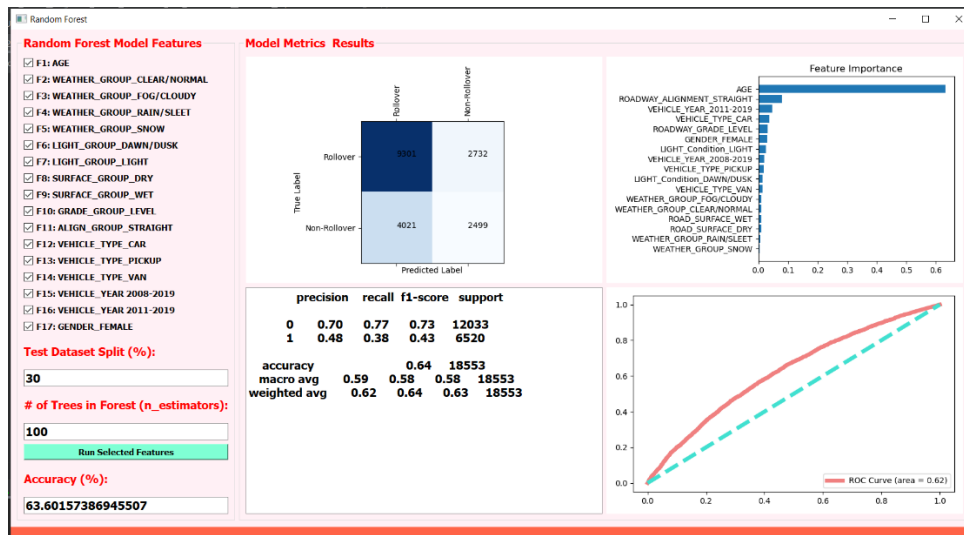 Random Forest
Random Forest Model Features
F1: AGE
F2: WEATHER_GROUP_CLEAR/NORMAL
F3: WEATHER_GROUP_FOG/CLOUDY
F4: WEATHER_GROUP_RAIN/SLEET
F5: WEATHER_GROUP_SNOW
F6: LIGHT_GROUP_DAWN/DUSK
F7: LIGHT_GROUP_LIGHT
F8: SURFACE_GROUP_DRY
F9: SURFACE_GROUP_WET
F10: GRADE_GROUP_LEVEL
F11: ALIGN_GROUP_STRAIGHT
F12: VEHICLE_TYPE_CAR
F13: VEHICLE_TYPE_PICKUP
F14: VEHICLE_TYPE_VAN
F15: VEHICLE_YEAR 2008-2019
F16: VEHICLE_YEAR 2011-2019
F17: GENDER_FEMALE
Test Dataset Split (%):
30
# of Trees in Forest (n_estimators):
100
Run Selected Features
Accuracy (%):
63.60157386945507
Model Metrics Results
Rollover
Non-Rollover
True Label
Rollover
9301 2732
Non-Rollover
4021 2499
Predicted Label
Feature Importance
AGE
ROADWAY_ALIGNMENT_STRAIGHT
VEHICLE_YEAR_2011-2019
VEHICLE_TYPE_CAR
ROADWAY_GRADE_LEVEL
GENDER_FEMALE
LIGHT_Condition_LIGHT
VEHICLE_YEAR_2008-2019
VEHICLE_TYPE_PICKUP
LIGHT_Condition_DAWN/DUSK
VEHICLE_TYPE_VAN
WEATHER_GROUP_FOG/CLOUDY
WEATHER_GROUP_CLEAR/NORMAL
ROAD_SURFACE_WET
ROAD_SURFACE_DRY
WEATHER_GROUP_RAIN/SLEET
WEATHER_GROUP_SNOW
0.0 0.1 0.2 0.3 0.4 0.5 0.6
precision recall f1-score support
0 0.70 0.77 0.73 12033
1 0.48 0.38 0.43 6520
accuracy 0.64 18553
macro avg 0.59 0.58 0.58 18553
weighted avg 0.62 0.64 0.63 18553
1.0
0.8
0.6
0.4
0.2
0.0
ROC Curve (area = 0.62)
0.0 0.2 0.4 0.6 0.8 1.0